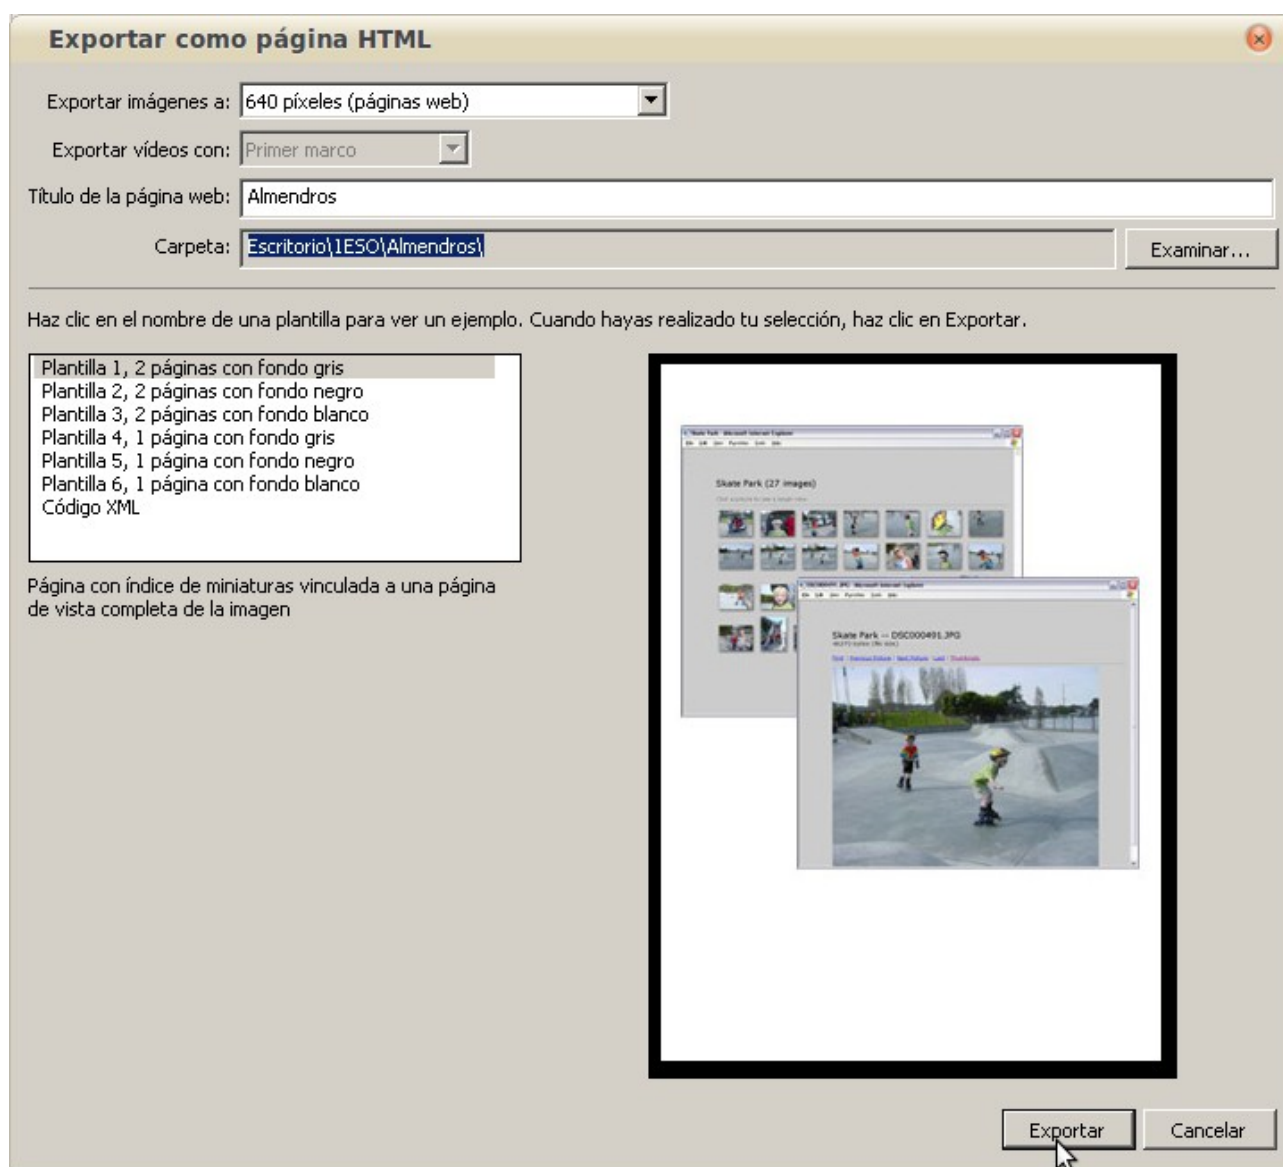 Exportar como página HTML
Exportar imágenes a: 640 píxeles (páginas web)
Exportar vídeos con: Primer marco
Título de la página web: Almendros
Carpeta: Escritorio\1ESO\Almendros\ Examinar...
Haz clic en el nombre de una plantilla para ver un ejemplo. Cuando hayas realizado tu selección, haz clic en Exportar.
Plantilla 1, 2 páginas con fondo gris
Plantilla 2, 2 páginas con fondo negro
Plantilla 3, 2 páginas con fondo blanco
Plantilla 4, 1 página con fondo gris
Plantilla 5, 1 página con fondo negro
Plantilla 6, 1 página con fondo blanco
Código XML
Página con índice de miniaturas vinculada a una página
de vista completa de la imagen
Skate Park (27 images)
Skate Park -- DSC000491.JPG
Exportar Cancelar